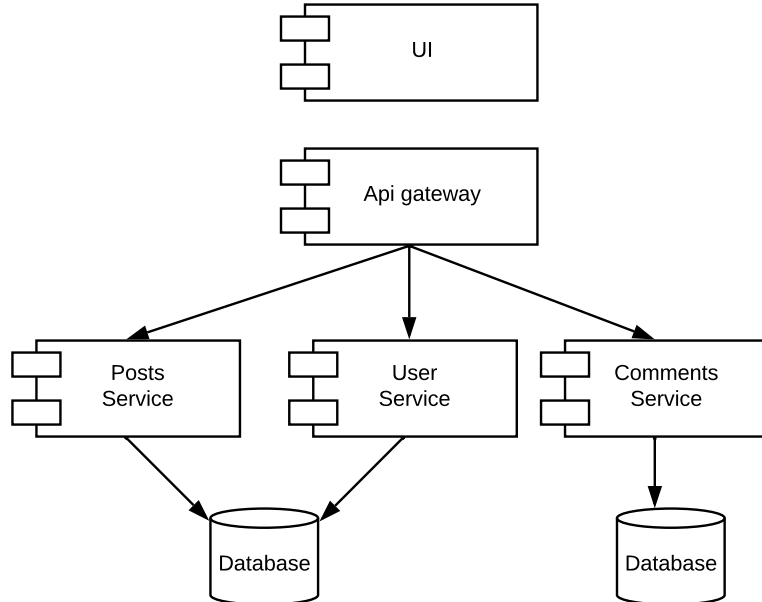 UI
Api gateway
Posts
Service
User
Service
Comments
Service
Database
Database